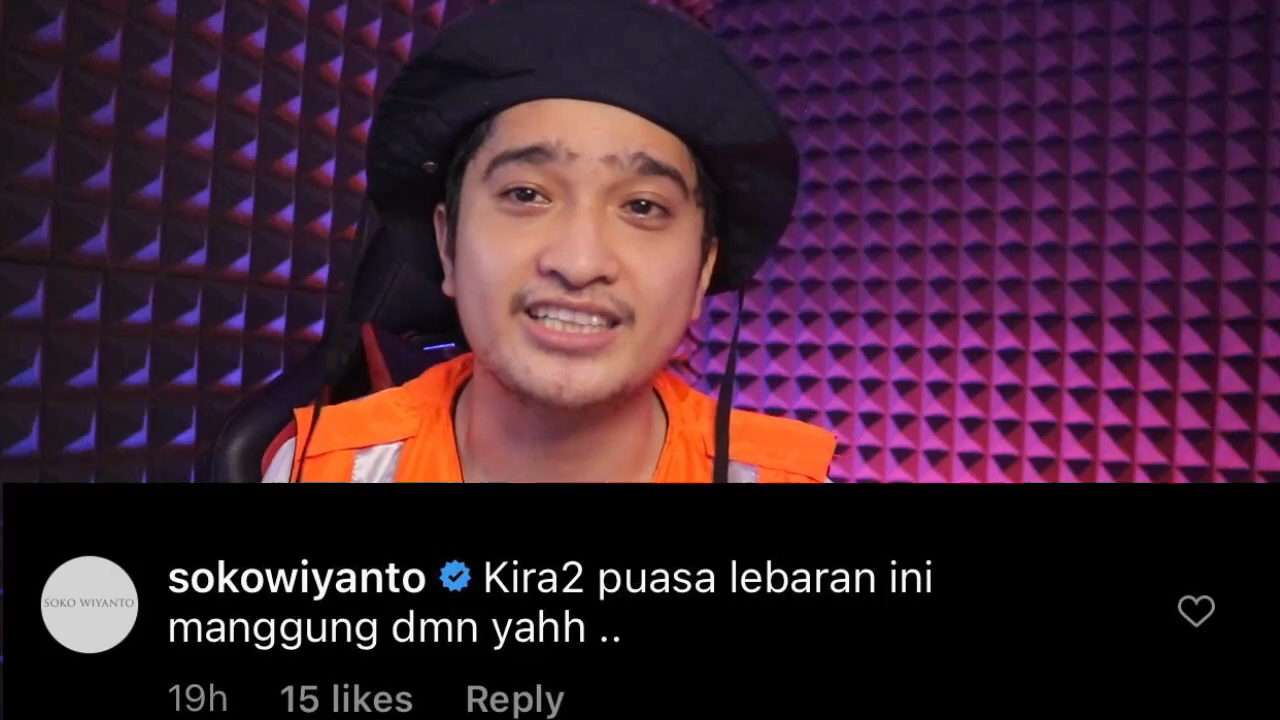 SOKO WIYANTO
sokowiyanto Kira2 puasa lebaran ini
manggung dmn yahh ..
19h 15 likes Reply